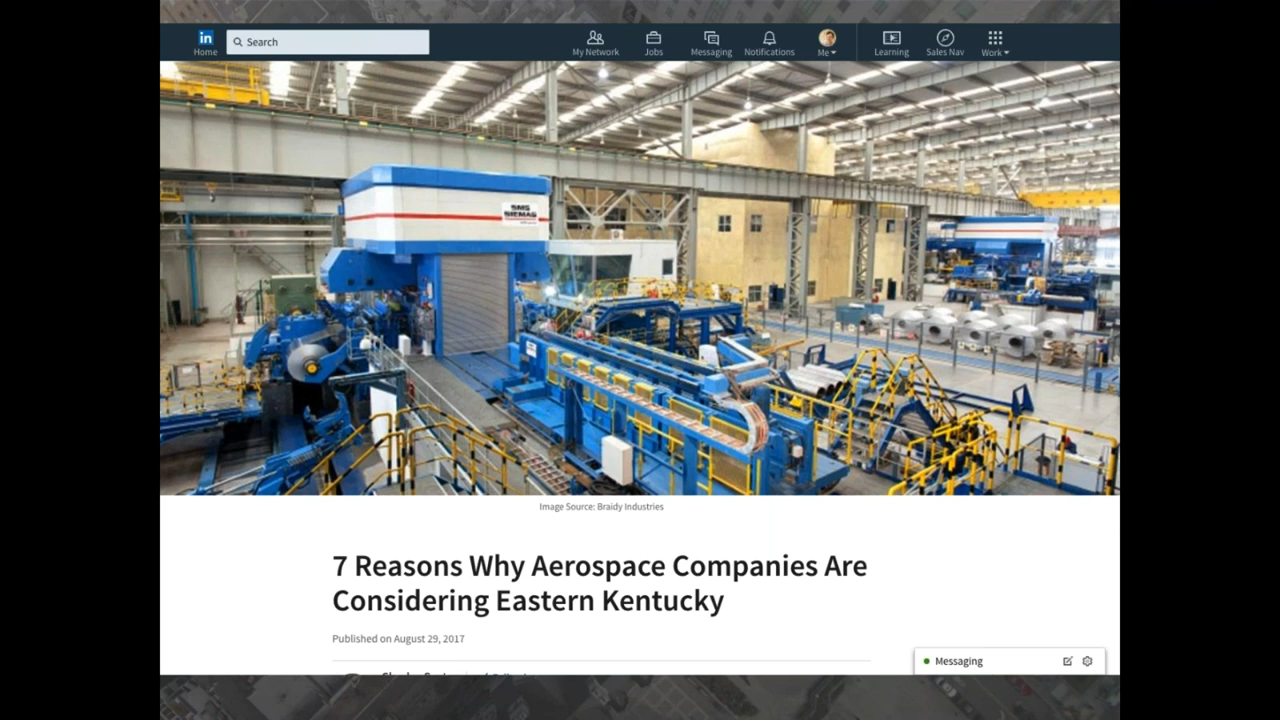 in
Search
Home
My Network
Jobs
Messaging
Notifications
Me
Learning
Sales Nav
Work
SMS
SIEMAG
Image Source: Braidy Industries
7 Reasons Why Aerospace Companies Are
Considering Eastern Kentucky
Published on August 29, 2017
Messaging